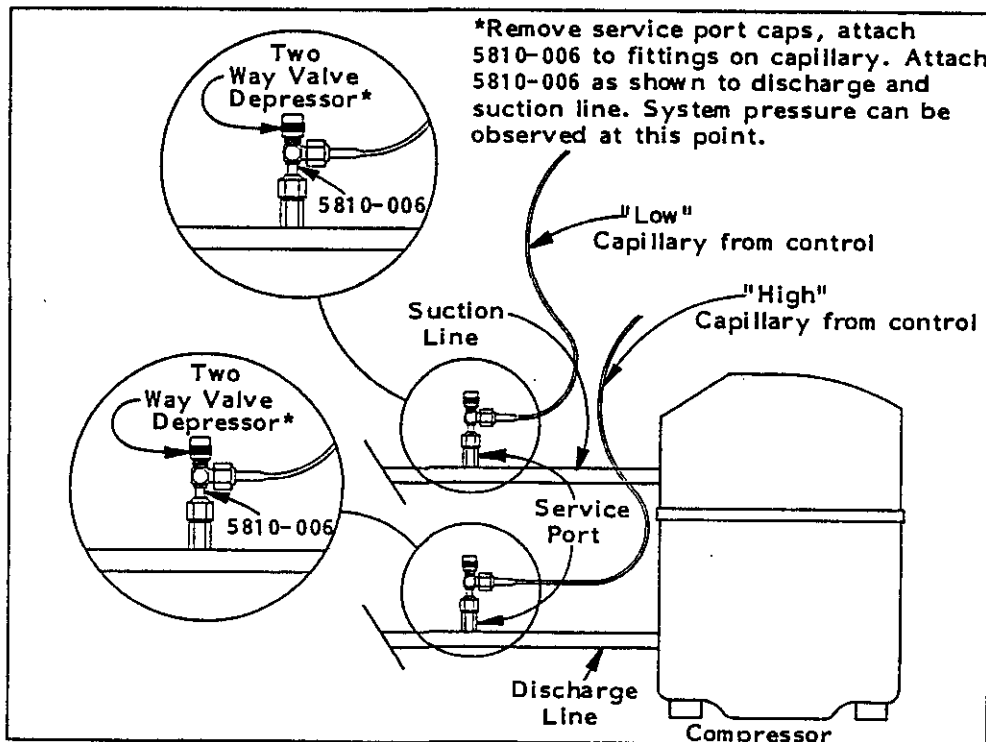 *Remove service port caps, attach
5810-006 to fittings on capillary. Attach
5810-006 as shown to discharge and
suction line. System pressure can be
observed at this point.
Two
Way Valve
Depressor*
5810-006
"Low"
Capillary from control
"High"
Capillary from control
Suction
Line
Two
Way Valve
Depressor*
5810-006
Service
Port
Discharge
Line
Compressor